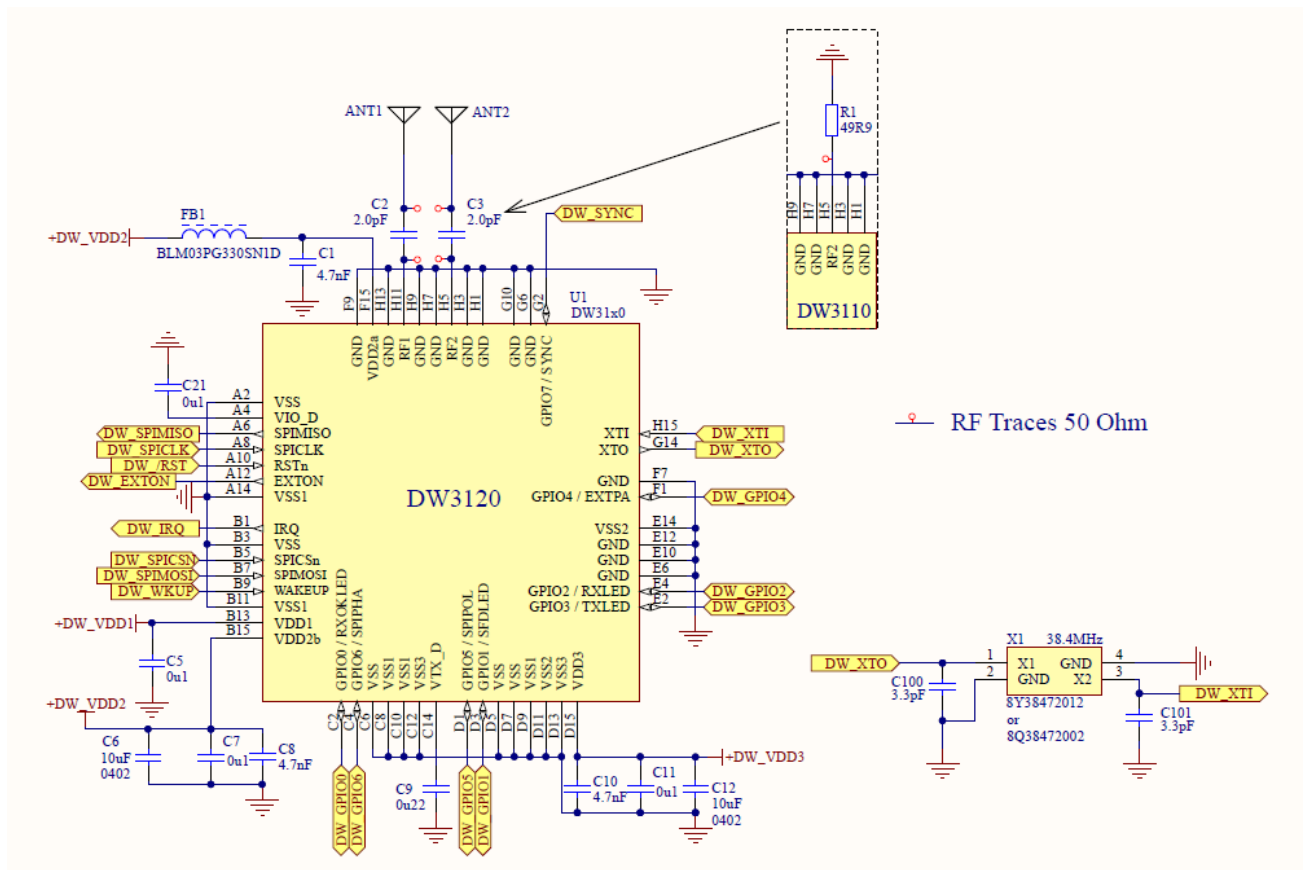 R1
49R9
H9
H7
H5
H3
H1
GND
GND
RF2
GND
GND
DW3110
ANT1
ANT2
C2
2.0pF
C3
2.0pF
DW_SYNC
FB1
+DW_VDD2
BLM03PG330SN1D
C1
4.7nF
F9
F15
H13
H11
H9
H7
H5
H3
H1
G10
G6
G2
U1
DW31x0
GND
VDD2a
GND
RF1
GND
GND
RF2
GND
GND
GND
GND
GPIO7 / SYNC
C21
0u1
A2
VSS
A4
VIO_D
DW_SPIMISO
A6
SPIMISO
DW_SPICLK
A8
SPICLK
DW_/RST
A10
RSTn
DW_EXTON
A12
EXTON
A14
VSS1
DW_IRQ
B1
IRQ
B3
VSS
DW_SPICSN
B5
SPICSn
DW_SPIMOSI
B7
SPIMOSI
DW_WKUP
B9
WAKEUP
B11
VSS1
+DW_VDD1
B13
VDD1
B15
VDD2b
DW3120
XTI
H15
DW_XTI
XTO
G14
DW_XTO
GND
F7
GPIO4 / EXTPA
F1
DW_GPIO4
VSS2
E14
GND
E12
GND
E10
GND
E6
GPIO2 / RXLED
E4
DW_GPIO2
GPIO3 / TXLED
E2
DW_GPIO3
RF Traces 50 Ohm
GPIO0 / RXOKLED
GPIO6 / SPIPHA
VSS
VSS1
VSS1
VSS3
VTX_D
GPIO5 / SPIPOL
GPIO1 / SFDLED
VSS
VSS
VSS1
VSS2
VSS3
VDD3
C2
C4
C6
C8
C10
C12
C14
D1
D3
D5
D7
D9
D11
D13
D15
C5
0u1
+DW_VDD2
C6
10uF
0402
C7
0u1
C8
4.7nF
DW_GPIO0
DW_GPIO6
C9
0u22
DW_GPIO5
DW_GPIO1
C10
4.7nF
C11
0u1
C12
10uF
0402
+DW_VDD3
X1
38.4MHz
DW_XTO
1
X1
GND
4
2
GND
X2
3
C100
3.3pF
8Y38472012
or
8Q38472002
DW_XTI
C101
3.3pF